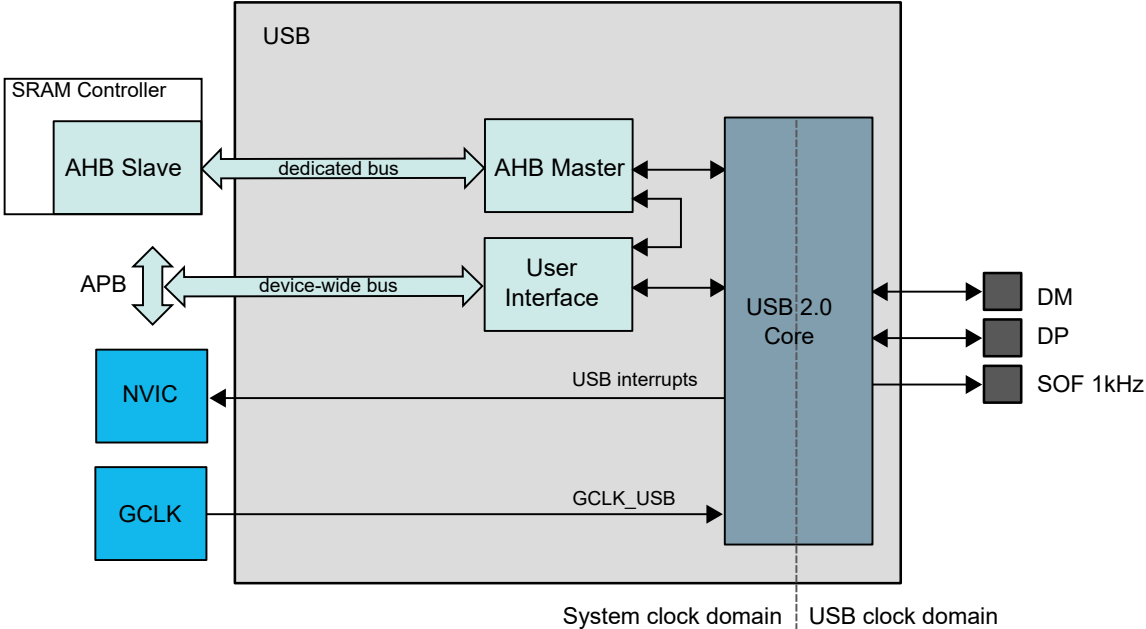 USB
SRAM Controller
AHB Slave
dedicated bus
AHB Master
APB
device-wide bus
User
Interface
USB 2.0
Core
DM
DP
SOF 1kHz
NVIC
USB interrupts
GCLK
GCLK_USB
System clock domain
USB clock domain